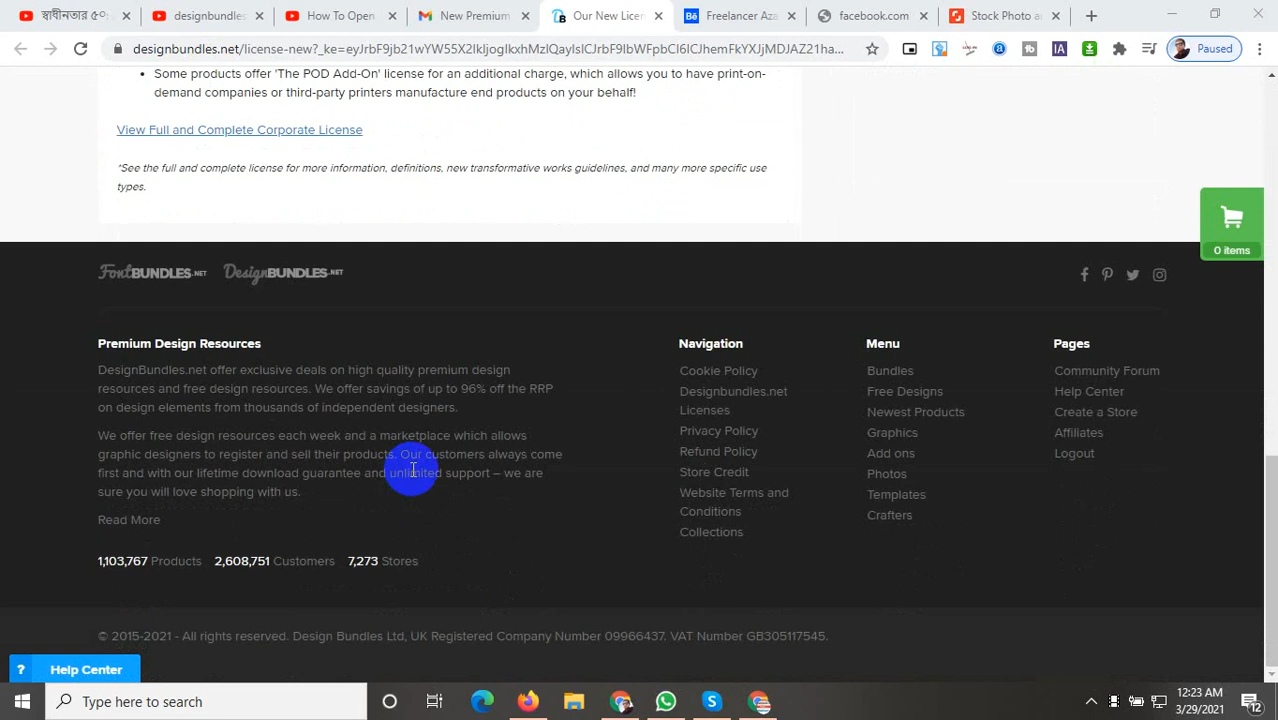 স্বাধীনতার ৫০
designbundles
How To Open
New Premium
Our New Licen
Freelancer Aza
facebook.com
Stock Photo an
designbundles.net/license-new?_ke=eyJrbF9jb21wYW55X2lkIjogIkxhMzlQayIsICJrbF9lbWFpbCI6ICJhemFkYXJjMDJAZ21ha...
Paused
• Some products offer 'The POD Add-On' license for an additional charge, which allows you to have print-on-
demand companies or third-party printers manufacture end products on your behalf!
View Full and Complete Corporate License
*See the full and complete license for more information, definitions, new transformative works guidelines, and many more specific use
types.
0 items
FontBUNDLES.NET DesignBUNDLES.NET
Premium Design Resources
DesignBundles.net offer exclusive deals on high quality premium design
resources and free design resources. We offer savings of up to 96% off the RRP
on design elements from thousands of independent designers.
We offer free design resources each week and a marketplace which allows
graphic designers to register and sell their products. Our customers always come
first and with our lifetime download guarantee and unlimited support – we are
sure you will love shopping with us.
Read More
1,103,767 Products 2,608,751 Customers 7,273 Stores
Navigation
Cookie Policy
Designbundles.net
Licenses
Privacy Policy
Refund Policy
Store Credit
Website Terms and
Conditions
Collections
Menu
Bundles
Free Designs
Newest Products
Graphics
Add ons
Photos
Templates
Crafters
Pages
Community Forum
Help Center
Create a Store
Affiliates
Logout
© 2015-2021 - All rights reserved. Design Bundles Ltd, UK Registered Company Number 09966437. VAT Number GB305117545.
? Help Center
Type here to search
12:23 AM
3/29/2021
12